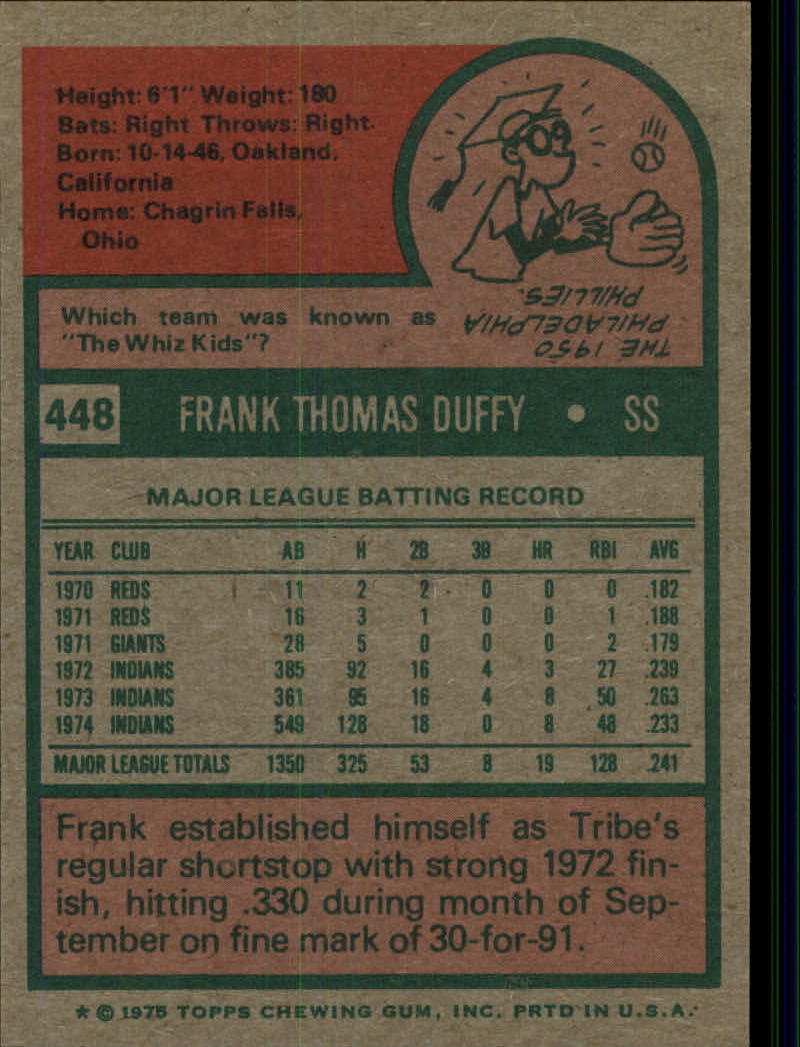 Height: 6'1" Weight: 180
Bats: Right Throws: Right.
Born: 10-14-46, Oakland,
California
Home: Chagrin Falls,
Ohio
Which team was known as
"The Whiz Kids"?
THE 1950
PHILADELPHIA
PHILLIES.
448 FRANK THOMAS DUFFY • SS
MAJOR LEAGUE BATTING RECORD
YEAR CLUB AB H 2B 3B HR RBI AVG
1970 REDS 11 2 2 0 0 0 .182
1971 REDS 16 3 1 0 0 1 .188
1971 GIANTS 28 5 0 0 0 2 .179
1972 INDIANS 385 92 16 4 3 27 .239
1973 INDIANS 361 95 16 4 8 50 .263
1974 INDIANS 549 128 18 0 8 48 .233
MAJOR LEAGUE TOTALS 1350 325 53 8 19 128 .241
Frank established himself as Tribe's
regular shortstop with strong 1972 fin-
ish, hitting .330 during month of Sep-
tember on fine mark of 30-for-91.
* © 1975 TOPPS CHEWING GUM, INC. PRTD IN U.S.A.